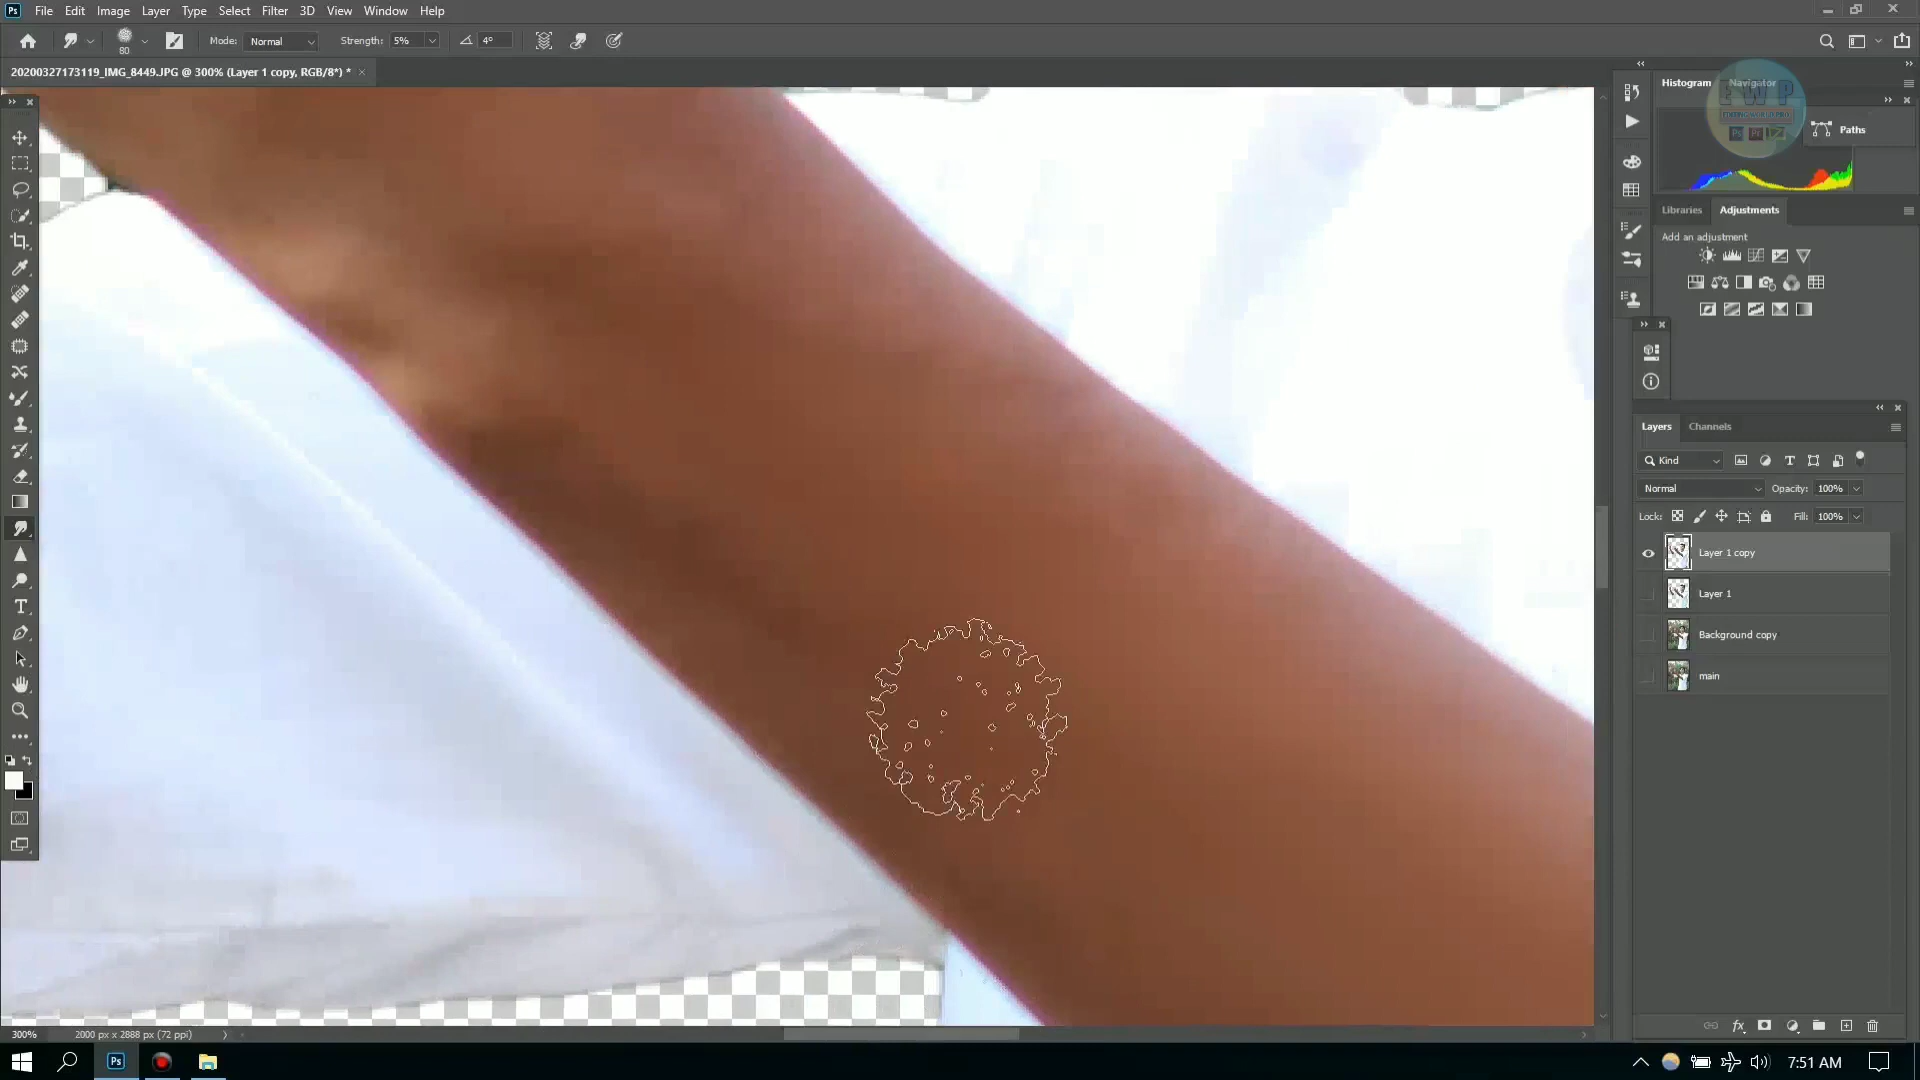 Ps File Edit Image Layer Type Select Filter 3D View Window Help
80 Mode: Normal Strength: 5% 4°
20200327173119_IMG_8449.JPG @ 300% (Layer 1 copy, RGB/8*) * ×
Histogram Navigator
E W P
Paths
Libraries Adjustments
Add an adjustment
Layers Channels
Kind
Normal Opacity: 100%
Lock: Fill: 100%
Layer 1 copy
Layer 1
Background copy
main
300% 2000 px x 2888 px (72 ppi)
Ps 7:51 AM